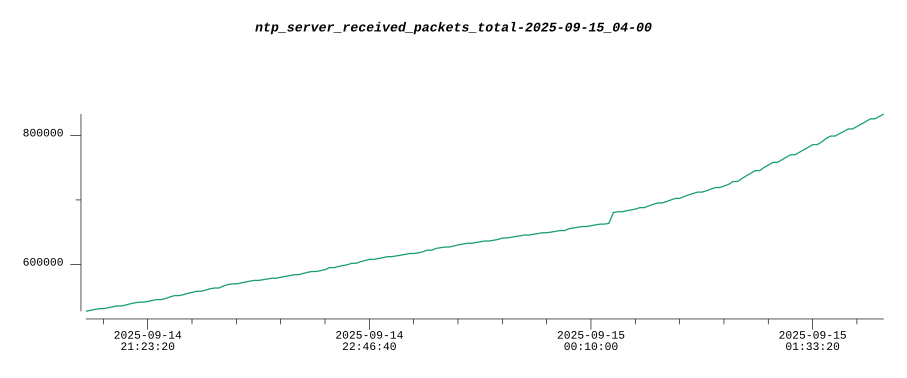 ntp_server_received_packets_total-2025-09-15_04-00
800000
600000
2025-09-14 2025-09-14 2025-09-15 2025-09-15
21:23:20 22:46:40 00:10:00 01:33:20